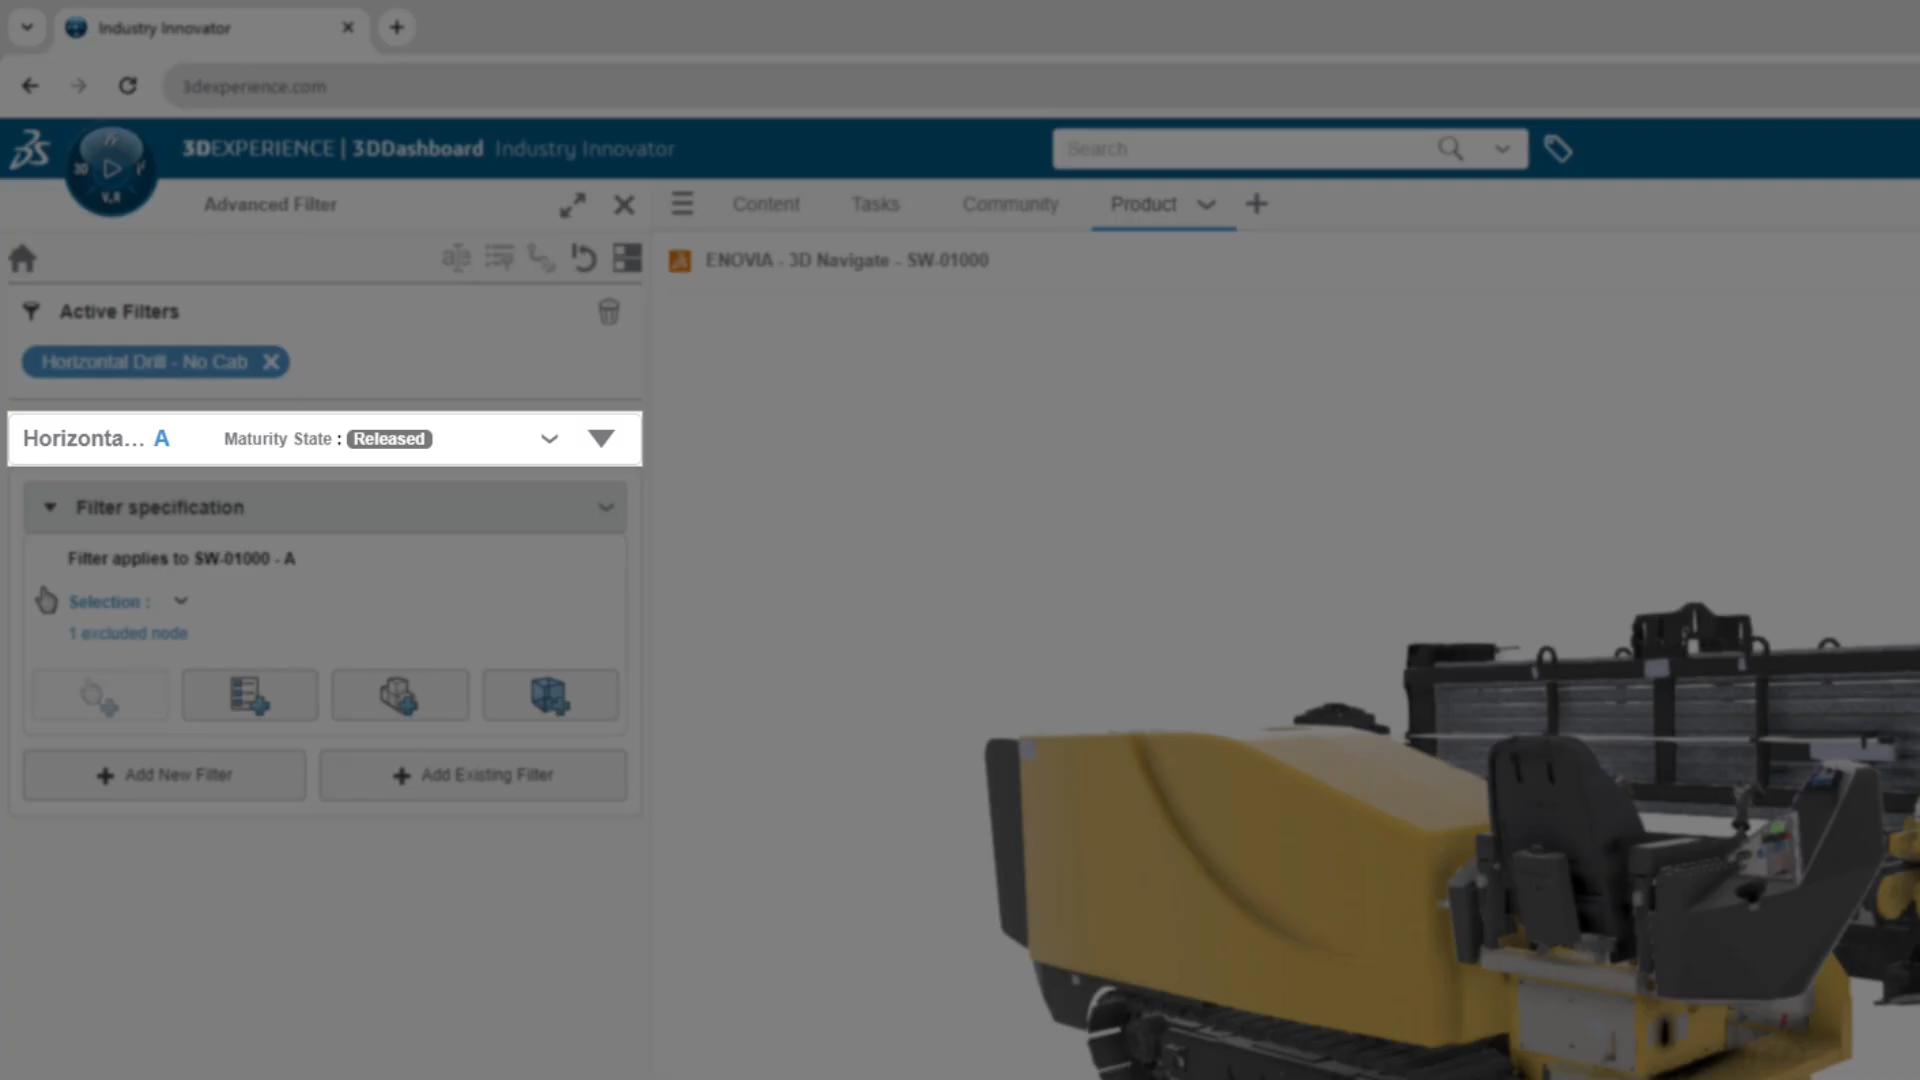 Industry Innovator
3dexperience.com
3DEXPERIENCE | 3DDashboard Industry Innovator
Search
3D
V.R
Advanced Filter
Content Tasks Community Product
ENOVIA - 3D Navigate - SW-01000
Active Filters
Horizontal Drill - No Cab
Horizonta... A Maturity State : Released
Filter specification
Filter applies to SW-01000 - A
Selection :
1 excluded node
Add New Filter Add Existing Filter